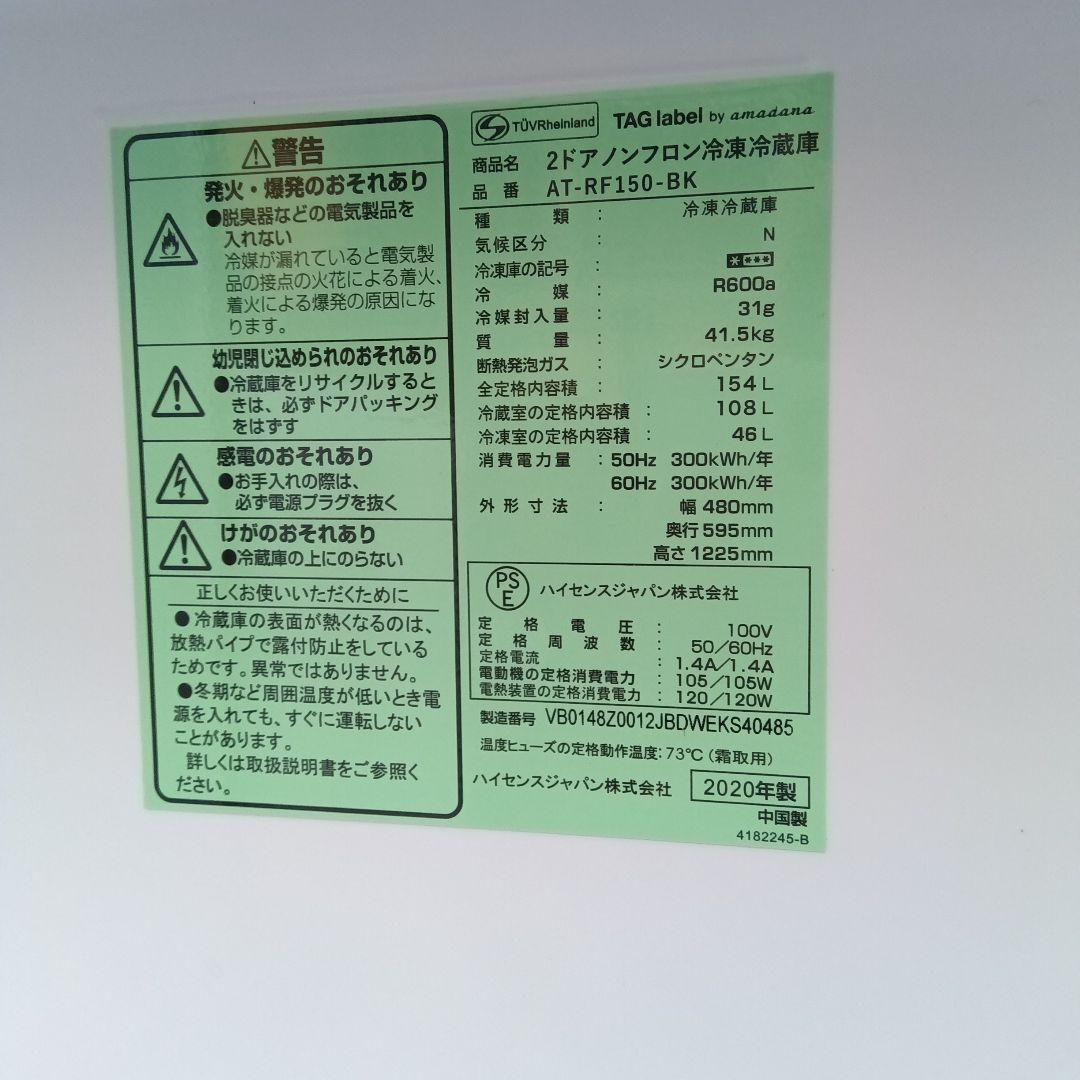 警告
発火・爆発のおそれあり
●脱臭器などの電気製品を
入れない
冷媒が漏れていると電気製
品の接点の火花による着火、
着火による爆発の原因にな
ります。
幼児閉じ込められのおそれあり
●冷蔵庫をリサイクルすると
きは、必ずドアパッキング
をはずす
感電のおそれあり
●お手入れの際は、
必ず電源プラグを抜く
けがのおそれあり
●冷蔵庫の上にのらない
正しくお使いいただくために
●冷蔵庫の表面が熱くなるのは、
放熱パイプで露付防止をしている
ためです。異常ではありません。
●冬期など周囲温度が低いとき電
源を入れても、すぐに運転しない
ことがあります。
詳しくは取扱説明書をご参照く
ださい。
TÜVRheinland TAG label by amadana
商品名 2ドアノンフロン冷凍冷蔵庫
品番 AT-RF150-BK
種類 : 冷凍冷蔵庫
気候区分 : N
冷凍庫の記号 : * ***
冷媒 : R600a
冷媒封入量 : 31g
質量 : 41.5kg
断熱発泡ガス : シクロペンタン
全定格内容積 : 154L
冷蔵室の定格内容積 : 108L
冷凍室の定格内容積 : 46L
消費電力量 : 50Hz 300kWh/年
60Hz 300kWh/年
外形寸法 : 幅 480mm
奥行 595mm
高さ 1225mm
PSE ハイセンスジャパン株式会社
定格電圧 : 100V
定格周波数 : 50/60Hz
定格電流 : 1.4A/1.4A
電動機の定格消費電力 : 105/105W
電熱装置の定格消費電力 : 120/120W
製造番号 VB0148Z0012JBDWEKS40485
温度ヒューズの定格動作温度:73℃(霜取用)
ハイセンスジャパン株式会社 2020年製
中国製
4182245-B